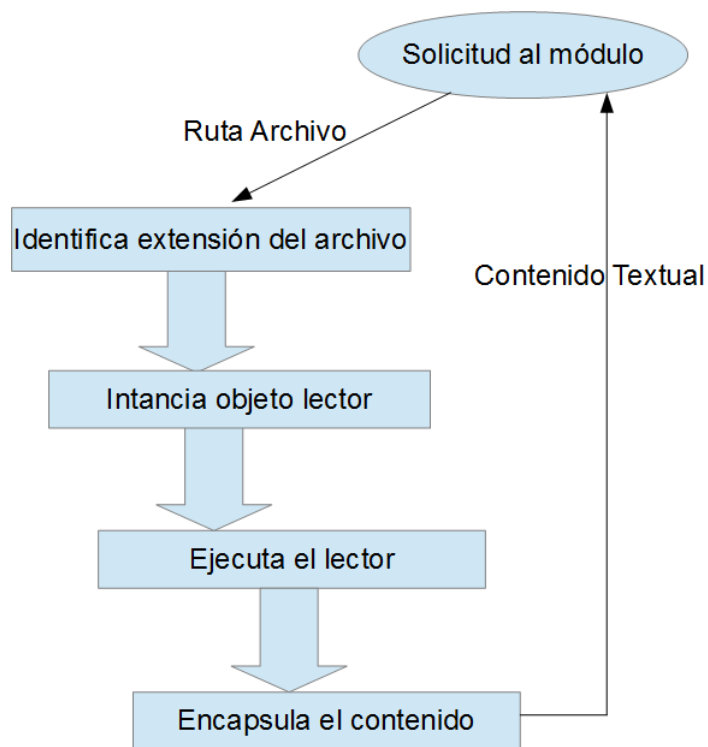 Solicitud al módulo
Ruta Archivo
Identifica extensión del archivo
Contenido Textual
Intancia objeto lector
Ejecuta el lector
Encapsula el contenido